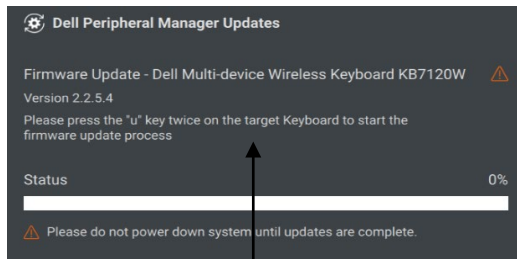 Dell Peripheral Manager Updates
Firmware Update - Dell Multi-device Wireless Keyboard KB7120W
Version 2.2.5.4
Please press the "u" key twice on the target Keyboard to start the
firmware update process
Status 0%
Please do not power down system until updates are complete.